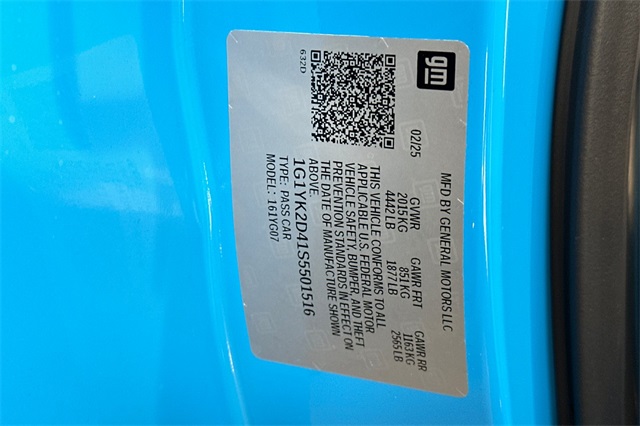 gm
02/25
632D
MFD BY GENERAL MOTORS LLC
GVWR GAWR FRT GAWR RR
2015KG 851KG 1163KG
4442LB 1877LB 2565LB
THIS VEHICLE CONFORMS TO ALL
APPLICABLE U.S. FEDERAL MOTOR
VEHICLE SAFETY, BUMPER, AND THEFT
PREVENTION STANDARDS IN EFFECT ON
THE DATE OF MANUFACTURE SHOWN
ABOVE.
1G1YK2D41S5501516
TYPE: PASS CAR
MODEL: 161YG07